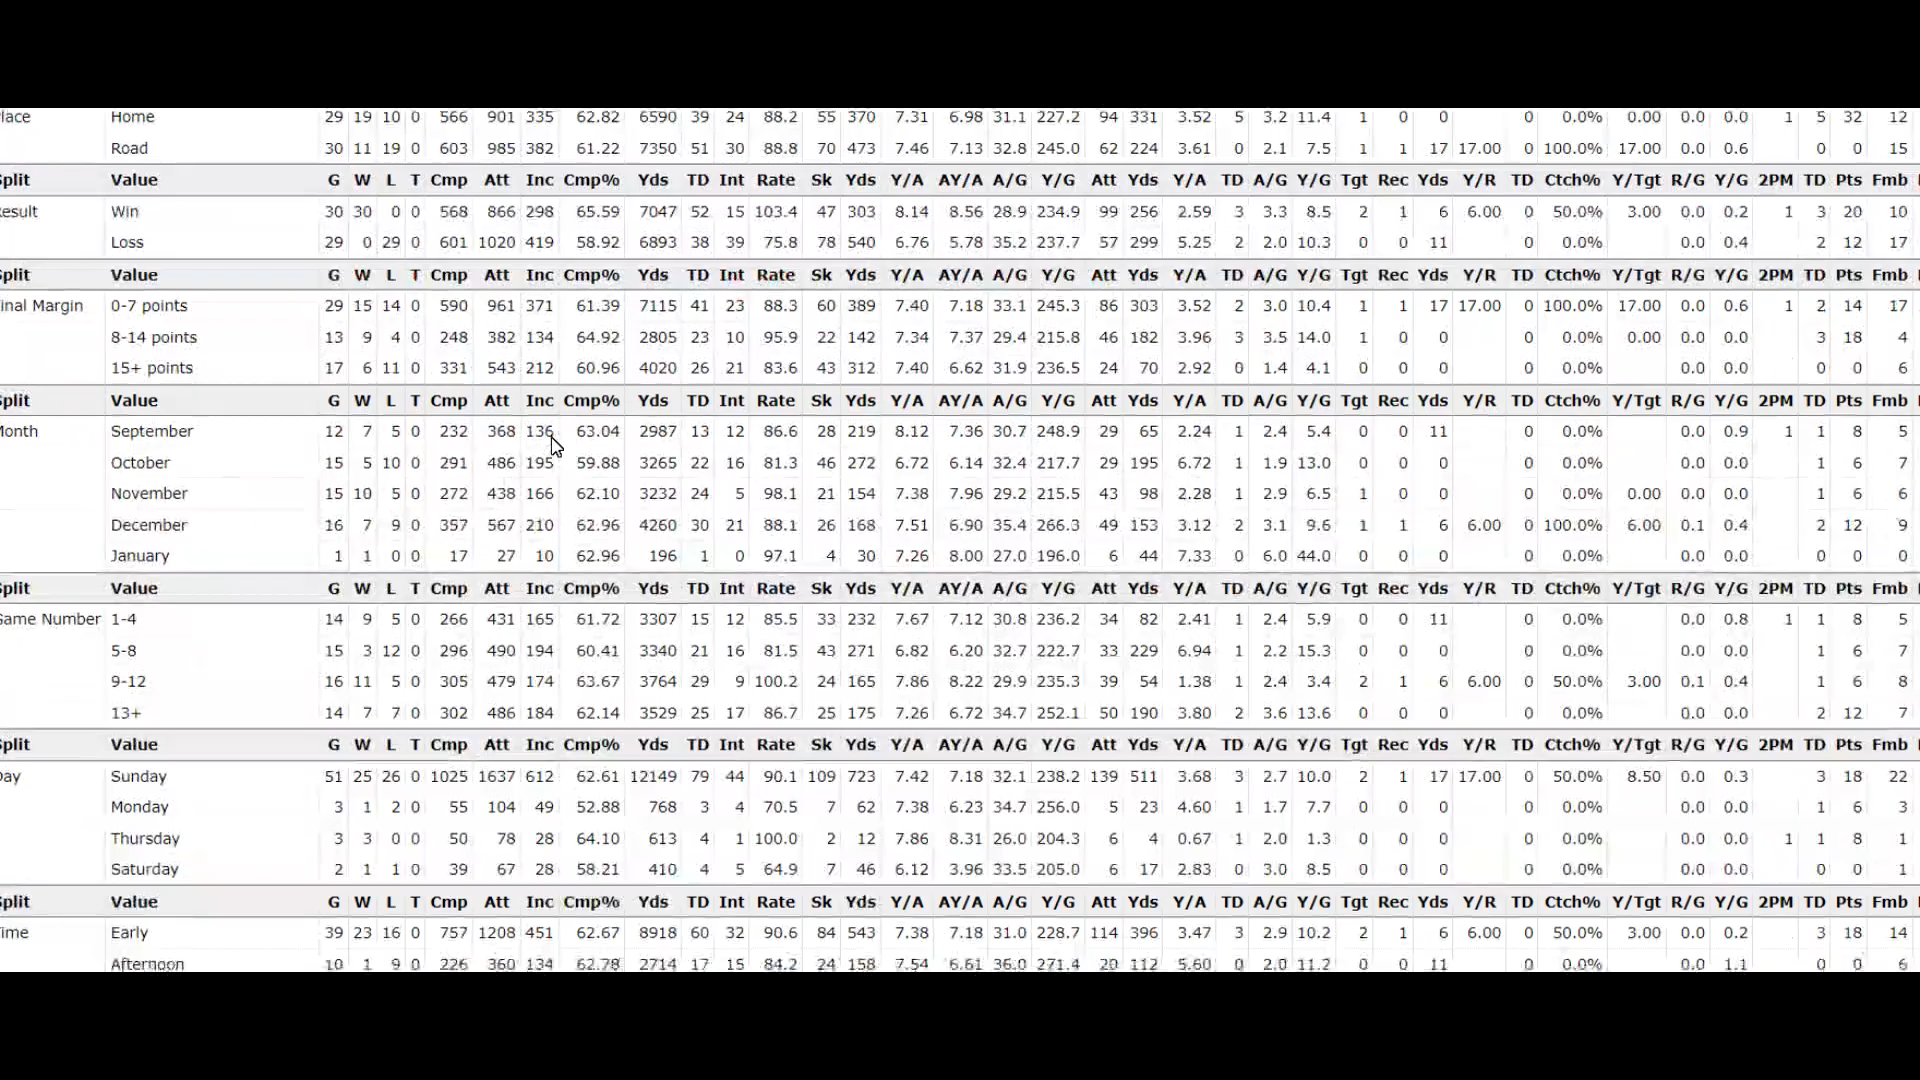 lace Home 29 19 10 0 566 901 335 62.82 6590 39 24 88.2 55 370 7.31 6.98 31.1 227.2 94 331 3.52 5 3.2 11.4 1 0 0 0 0.0% 0.00 0.0 0.0 1 5 32 12
Road 30 11 19 0 603 985 382 61.22 7350 51 30 88.8 70 473 7.46 7.13 32.8 245.0 62 224 3.61 0 2.1 7.5 1 1 17 17.00 0 100.0% 17.00 0.0 0.6 0 0 15
Split Value G W L T Cmp Att Inc Cmp% Yds TD Int Rate Sk Yds Y/A AY/A A/G Y/G Att Yds Y/A TD A/G Y/G Tgt Rec Yds Y/R TD Ctch% Y/Tgt R/G Y/G 2PM TD Pts Fmb
esult Win 30 30 0 0 568 866 298 65.59 7047 52 15 103.4 47 303 8.14 8.56 28.9 234.9 99 256 2.59 3 3.3 8.5 2 1 6 6.00 0 50.0% 3.00 0.0 0.2 1 3 20 10
Loss 29 0 29 0 601 1020 419 58.92 6893 38 39 75.8 78 540 6.76 5.78 35.2 237.7 57 299 5.25 2 2.0 10.3 0 0 11 0 0.0% 0.0 0.4 2 12 17
Split Value G W L T Cmp Att Inc Cmp% Yds TD Int Rate Sk Yds Y/A AY/A A/G Y/G Att Yds Y/A TD A/G Y/G Tgt Rec Yds Y/R TD Ctch% Y/Tgt R/G Y/G 2PM TD Pts Fmb
inal Margin 0-7 points 29 15 14 0 590 961 371 61.39 7115 41 23 88.3 60 389 7.40 7.18 33.1 245.3 86 303 3.52 2 3.0 10.4 1 1 17 17.00 0 100.0% 17.00 0.0 0.6 1 2 14 17
8-14 points 13 9 4 0 248 382 134 64.92 2805 23 10 95.9 22 142 7.34 7.37 29.4 215.8 46 182 3.96 3 3.5 14.0 1 0 0 0 0.0% 0.00 0.0 0.0 3 18 4
15+ points 17 6 11 0 331 543 212 60.96 4020 26 21 83.6 43 312 7.40 6.62 31.9 236.5 24 70 2.92 0 1.4 4.1 0 0 0 0 0.0% 0.0 0.0 0 0 6
Split Value G W L T Cmp Att Inc Cmp% Yds TD Int Rate Sk Yds Y/A AY/A A/G Y/G Att Yds Y/A TD A/G Y/G Tgt Rec Yds Y/R TD Ctch% Y/Tgt R/G Y/G 2PM TD Pts Fmb
Month September 12 7 5 0 232 368 136 63.04 2987 13 12 86.6 28 219 8.12 7.36 30.7 248.9 29 65 2.24 1 2.4 5.4 0 0 11 0 0.0% 0.0 0.9 1 1 8 5
October 15 5 10 0 291 486 195 59.88 3265 22 16 81.3 46 272 6.72 6.14 32.4 217.7 29 195 6.72 1 1.9 13.0 0 0 0 0 0.0% 0.0 0.0 1 6 7
November 15 10 5 0 272 438 166 62.10 3232 24 5 98.1 21 154 7.38 7.96 29.2 215.5 43 98 2.28 1 2.9 6.5 1 0 0 0 0.0% 0.00 0.0 0.0 1 6 6
December 16 7 9 0 357 567 210 62.96 4260 30 21 88.1 26 168 7.51 6.90 35.4 266.3 49 153 3.12 2 3.1 9.6 1 1 6 6.00 0 100.0% 6.00 0.1 0.4 2 12 9
January 1 1 0 0 17 27 10 62.96 196 1 0 97.1 4 30 7.26 8.00 27.0 196.0 6 44 7.33 0 6.0 44.0 0 0 0 0 0.0% 0.0 0.0 0 0 0
Split Value G W L T Cmp Att Inc Cmp% Yds TD Int Rate Sk Yds Y/A AY/A A/G Y/G Att Yds Y/A TD A/G Y/G Tgt Rec Yds Y/R TD Ctch% Y/Tgt R/G Y/G 2PM TD Pts Fmb
Game Number 1-4 14 9 5 0 266 431 165 61.72 3307 15 12 85.5 33 232 7.67 7.12 30.8 236.2 34 82 2.41 1 2.4 5.9 0 0 11 0 0.0% 0.0 0.8 1 1 8 5
5-8 15 3 12 0 296 490 194 60.41 3340 21 16 81.5 43 271 6.82 6.20 32.7 222.7 33 229 6.94 1 2.2 15.3 0 0 0 0 0.0% 0.0 0.0 1 6 7
9-12 16 11 5 0 305 479 174 63.67 3764 29 9 100.2 24 165 7.86 8.22 29.9 235.3 39 54 1.38 1 2.4 3.4 2 1 6 6.00 0 50.0% 3.00 0.1 0.4 1 6 8
13+ 14 7 7 0 302 486 184 62.14 3529 25 17 86.7 25 175 7.26 6.72 34.7 252.1 50 190 3.80 2 3.6 13.6 0 0 0 0 0.0% 0.0 0.0 2 12 7
Split Value G W L T Cmp Att Inc Cmp% Yds TD Int Rate Sk Yds Y/A AY/A A/G Y/G Att Yds Y/A TD A/G Y/G Tgt Rec Yds Y/R TD Ctch% Y/Tgt R/G Y/G 2PM TD Pts Fmb
Day Sunday 51 25 26 0 1025 1637 612 62.61 12149 79 44 90.1 109 723 7.42 7.18 32.1 238.2 139 511 3.68 3 2.7 10.0 2 1 17 17.00 0 50.0% 8.50 0.0 0.3 3 18 22
Monday 3 1 2 0 55 104 49 52.88 768 3 4 70.5 7 62 7.38 6.23 34.7 256.0 5 23 4.60 1 1.7 7.7 0 0 0 0 0.0% 0.0 0.0 1 6 3
Thursday 3 3 0 0 50 78 28 64.10 613 4 1 100.0 2 12 7.86 8.31 26.0 204.3 6 4 0.67 1 2.0 1.3 0 0 0 0 0.0% 0.0 0.0 1 1 8 1
Saturday 2 1 1 0 39 67 28 58.21 410 4 5 64.9 7 46 6.12 3.96 33.5 205.0 6 17 2.83 0 3.0 8.5 0 0 0 0 0.0% 0.0 0.0 0 0 1
Split Value G W L T Cmp Att Inc Cmp% Yds TD Int Rate Sk Yds Y/A AY/A A/G Y/G Att Yds Y/A TD A/G Y/G Tgt Rec Yds Y/R TD Ctch% Y/Tgt R/G Y/G 2PM TD Pts Fmb
ime Early 39 23 16 0 757 1208 451 62.67 8918 60 32 90.6 84 543 7.38 7.18 31.0 228.7 114 396 3.47 3 2.9 10.2 2 1 6 6.00 0 50.0% 3.00 0.0 0.2 3 18 14
Afternoon 10 1 9 0 226 360 134 62.78 2714 17 15 84.2 24 158 7.54 6.61 36.0 271.4 20 112 5.60 0 2.0 11.2 0 0 11 0 0.0% 0.0 1.1 0 0 6